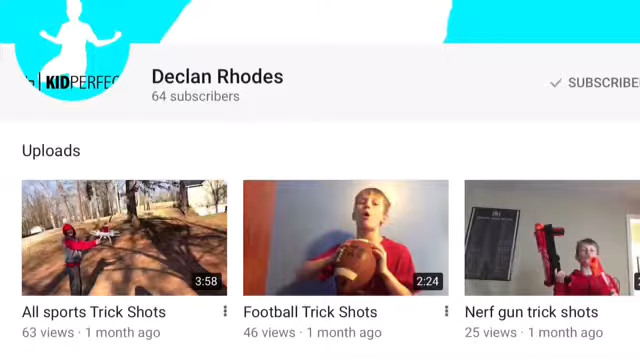 KIDPERFEC
Declan Rhodes
64 subscribers
SUBSCRIBE
Uploads
3:58
2:24
All sports Trick Shots
Football Trick Shots
Nerf gun trick shots
63 views · 1 month ago
46 views · 1 month ago
25 views · 1 month ago